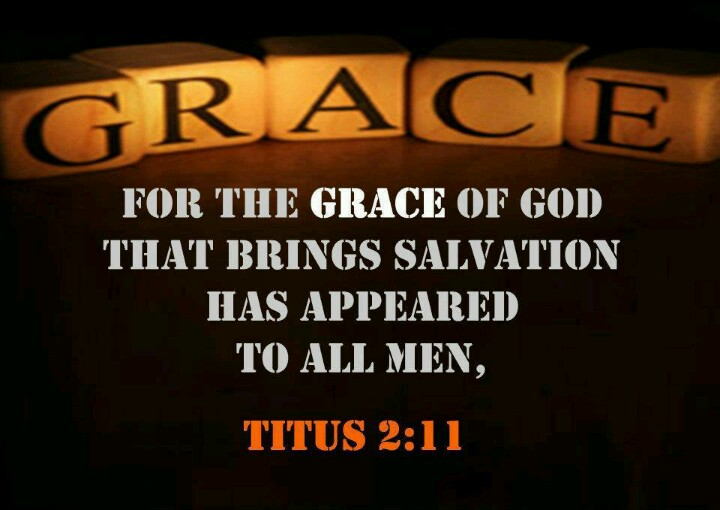 GRACE
FOR THE GRACE OF GOD
THAT BRINGS SALVATION
HAS APPEARED
TO ALL MEN,
TITUS 2:11